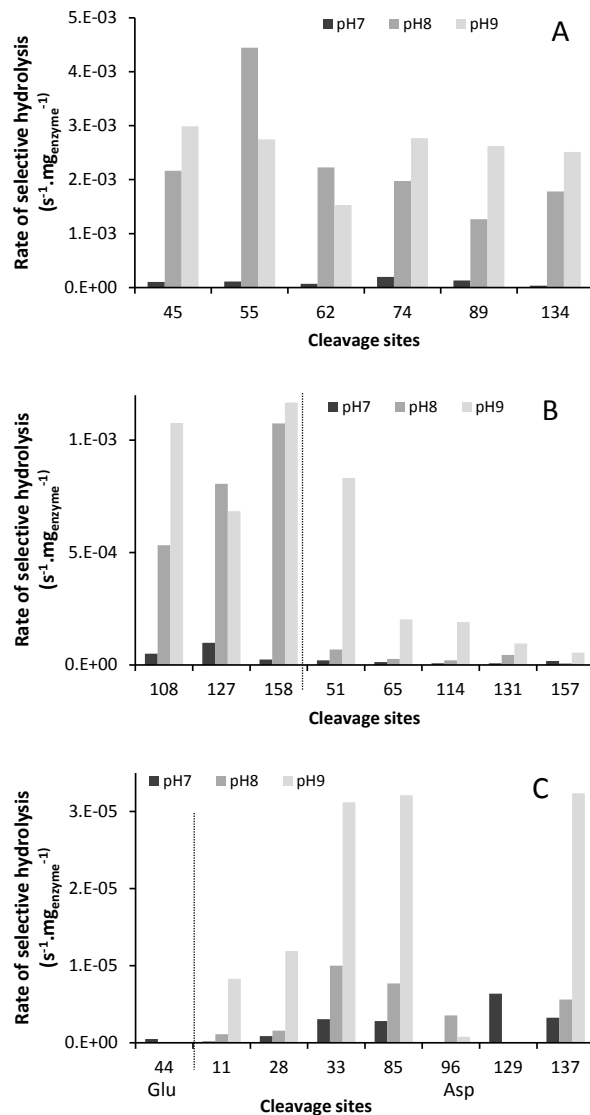 pH7 pH8 pH9
A
Rate of selective hydrolysis
(s-1.mgenzyme-1)
5.E-03
4.E-03
3.E-03
2.E-03
1.E-03
0.E+00
45 55 62 74 89 134
Cleavage sites
pH7 pH8 pH9
B
Rate of selective hydrolysis
(s-1.mgenzyme-1)
1.E-03
5.E-04
0.E+00
108 127 158 51 65 114 131 157
Cleavage sites
pH7 pH8 pH9
C
Rate of selective hydrolysis
(s-1.mgenzyme-1)
3.E-05
2.E-05
1.E-05
0.E+00
44 11 28 33 85 96 129 137
Glu Asp
Cleavage sites